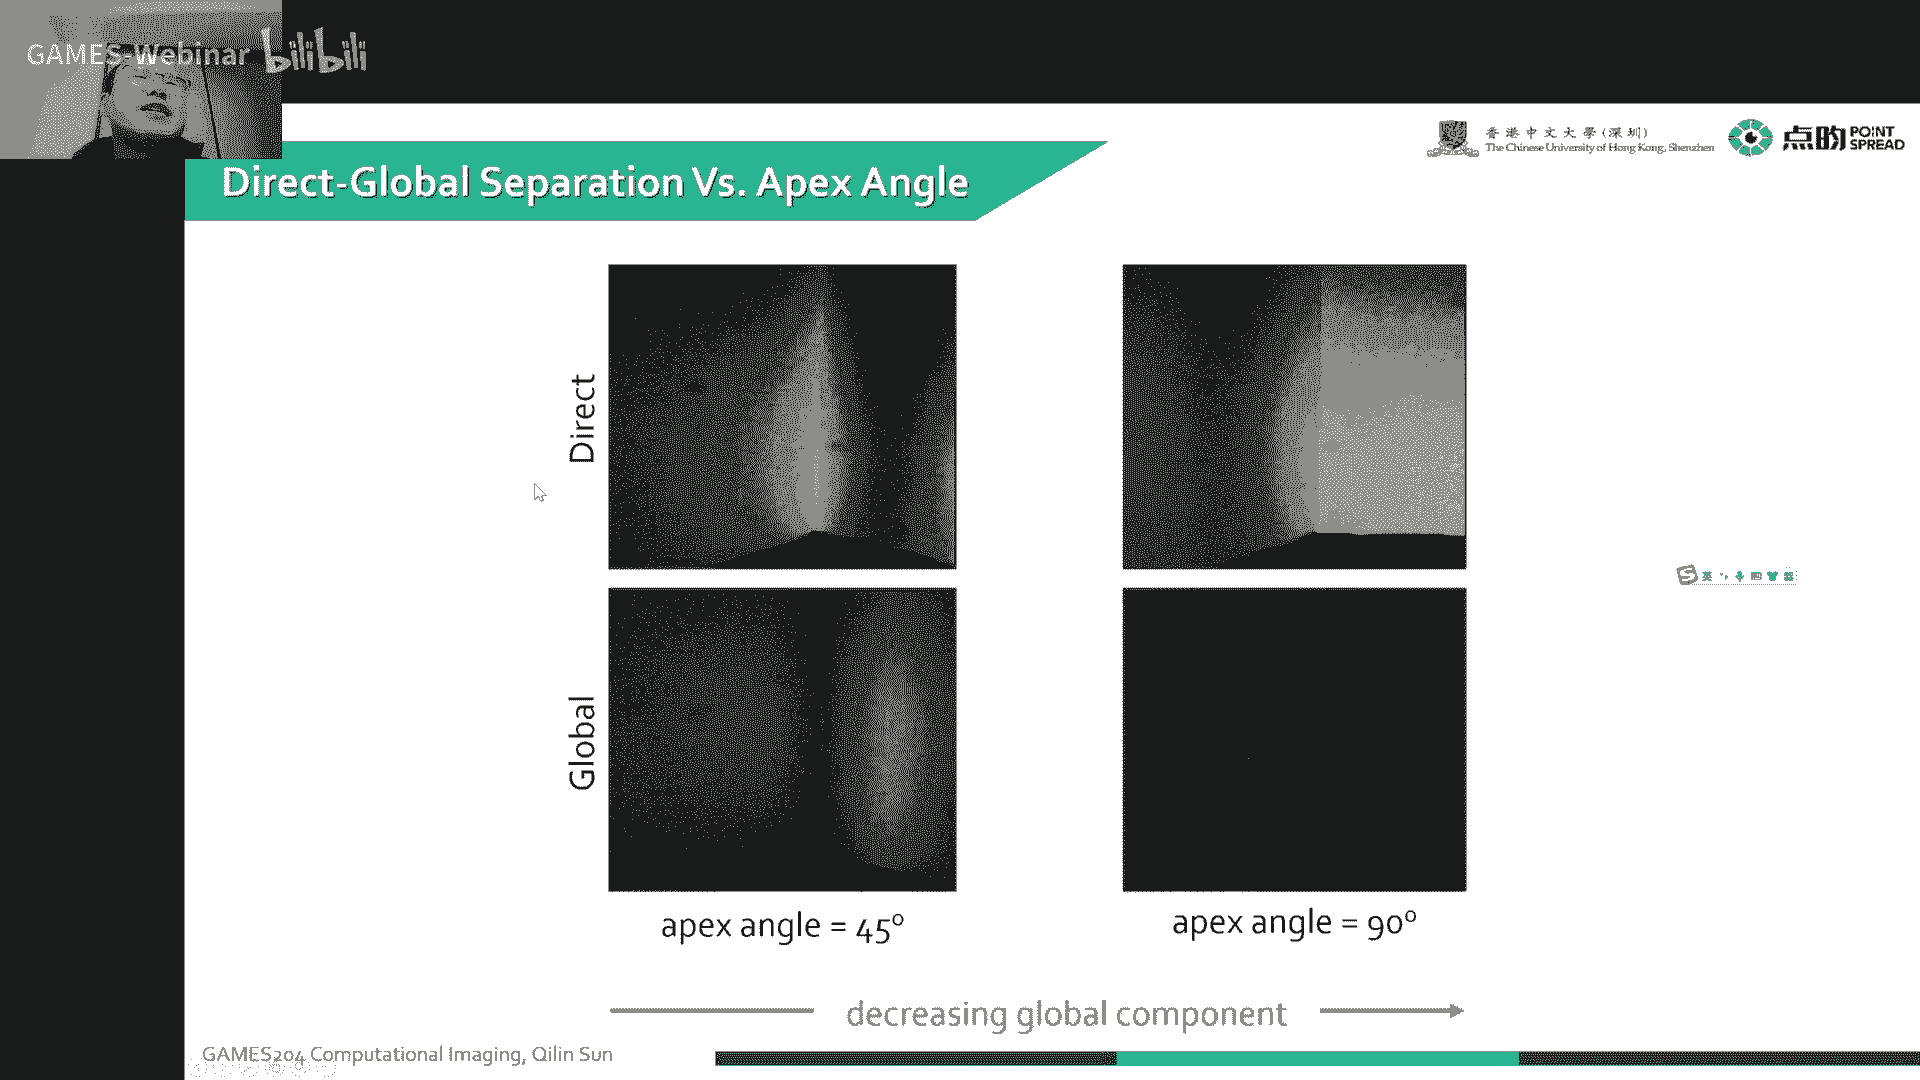 GAMES-Webinar bilibili
香港中文大學(深圳)
The Chinese University of Hong Kong, Shenzhen
点昀 POINT SPREAD
Direct-Global Separation Vs. Apex Angle
Direct
Global
apex angle = 45°
apex angle = 90°
decreasing global component
GAMES204 Computational Imaging, Qilin Sun
英